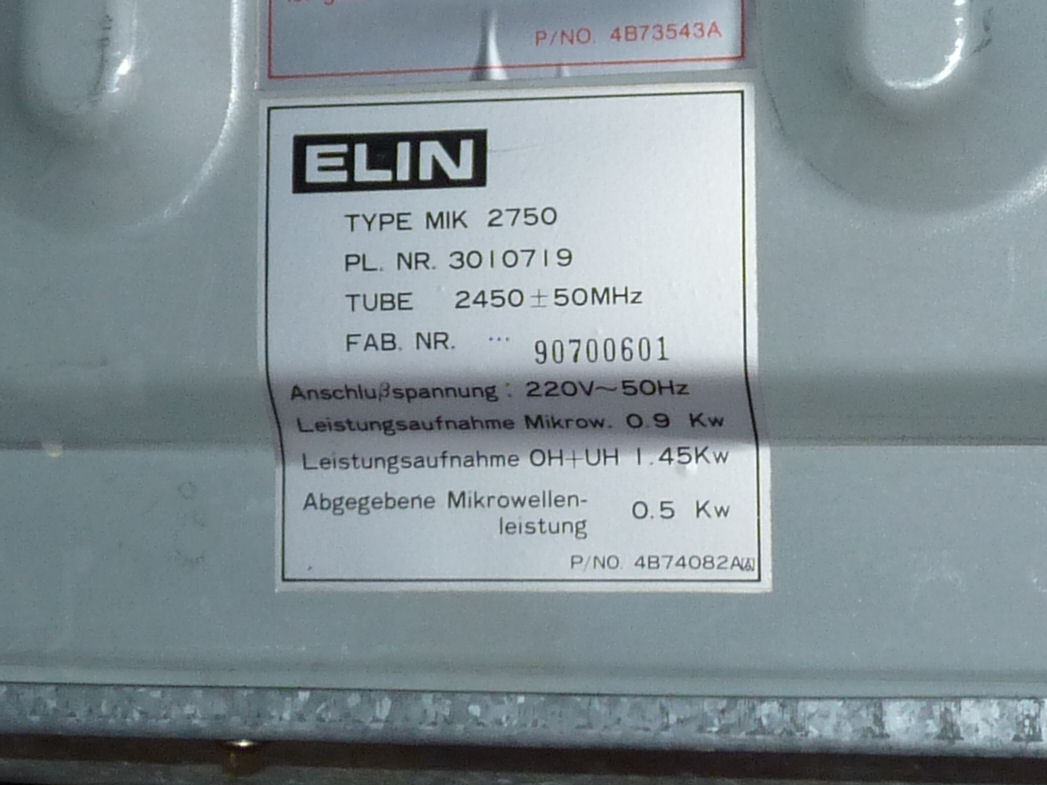 P/NO. 4B73543A
ELIN
TYPE MIK 2750
PL. NR. 3010719
TUBE 2450 ± 50MHz
FAB. NR. ... 90700601
Anschlußspannung : 220V~50Hz
Leistungsaufnahme Mikrow. 0.9 Kw
Leistungsaufnahme OH+UH 1.45Kw
Abgegebene Mikrowellen-
leistung 0.5 Kw
P/NO. 4B74082A